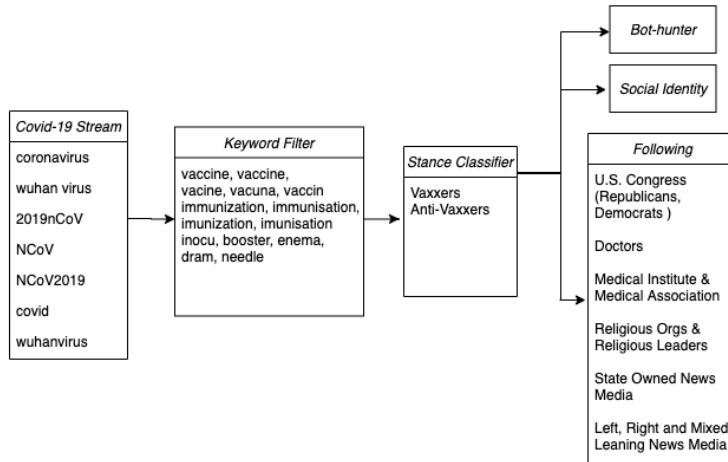 Covid-19 Stream
coronavirus
wuhan virus
2019nCoV
NCoV
NCoV2019
covid
wuhanvirus
Keyword Filter
vaccine, vaccine,
vacine, vacuna, vaccin
immunization, immunisation,
imunization, imunisation
inocu, booster, enema,
dram, needle
Stance Classifier
Vaxxers
Anti-Vaxxers
Bot-hunter
Social Identity
Following
U.S. Congress
(Republicans,
Democrats )
Doctors
Medical Institute &
Medical Association
Religious Orgs &
Religious Leaders
State Owned News
Media
Left, Right and Mixed
Leaning News Media